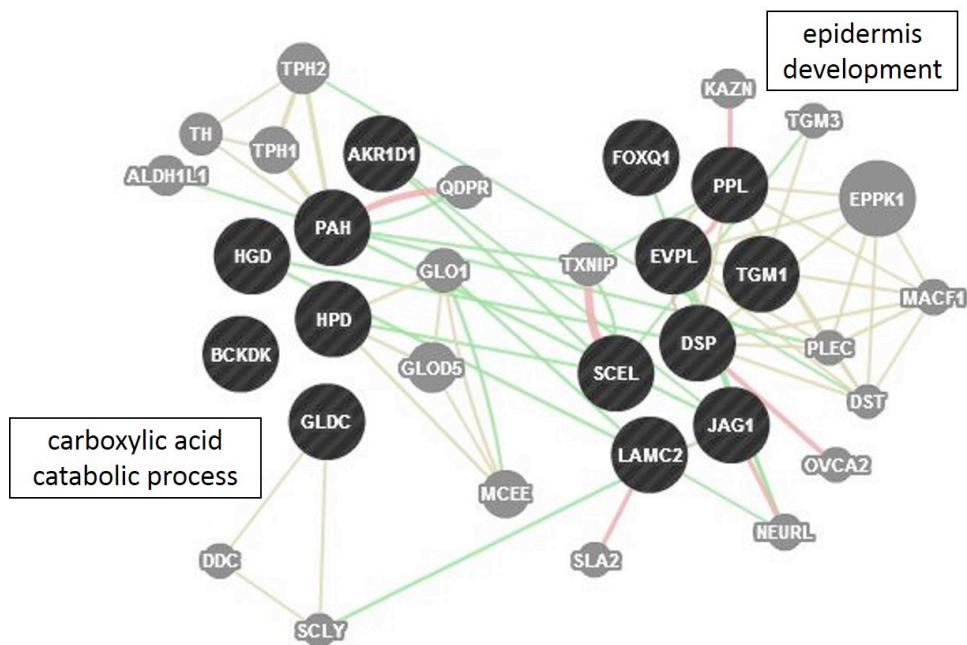 epidermis
development
TPH2
KAZN
TGM3
TH
TPH1
AKR1D1
FOXQ1
ALDH1L1
QDPR
PPL
EPPK1
PAH
HGD
GLO1
TXNIP
EVPL
TGM1
MACF1
HPD
BCKDK
GLOD5
SCEL
DSP
PLEC
DST
GLDC
JAG1
carboxylic acid
catabolic process
LAMC2
OVCA2
MCEE
NEURL
DDC
SLA2
SCLY